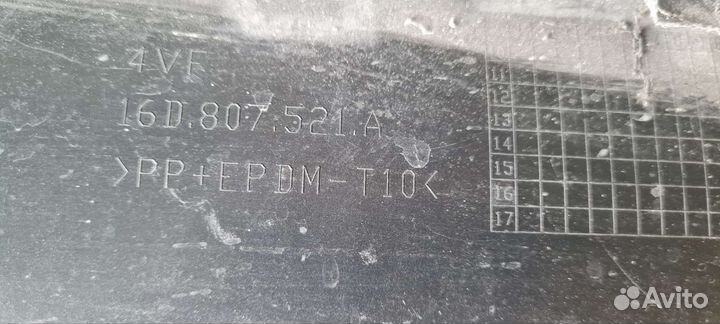 4VF
16D.807.521.A
>PP+EPDM-T10<
11
12
13
14
15
16
17
Avito